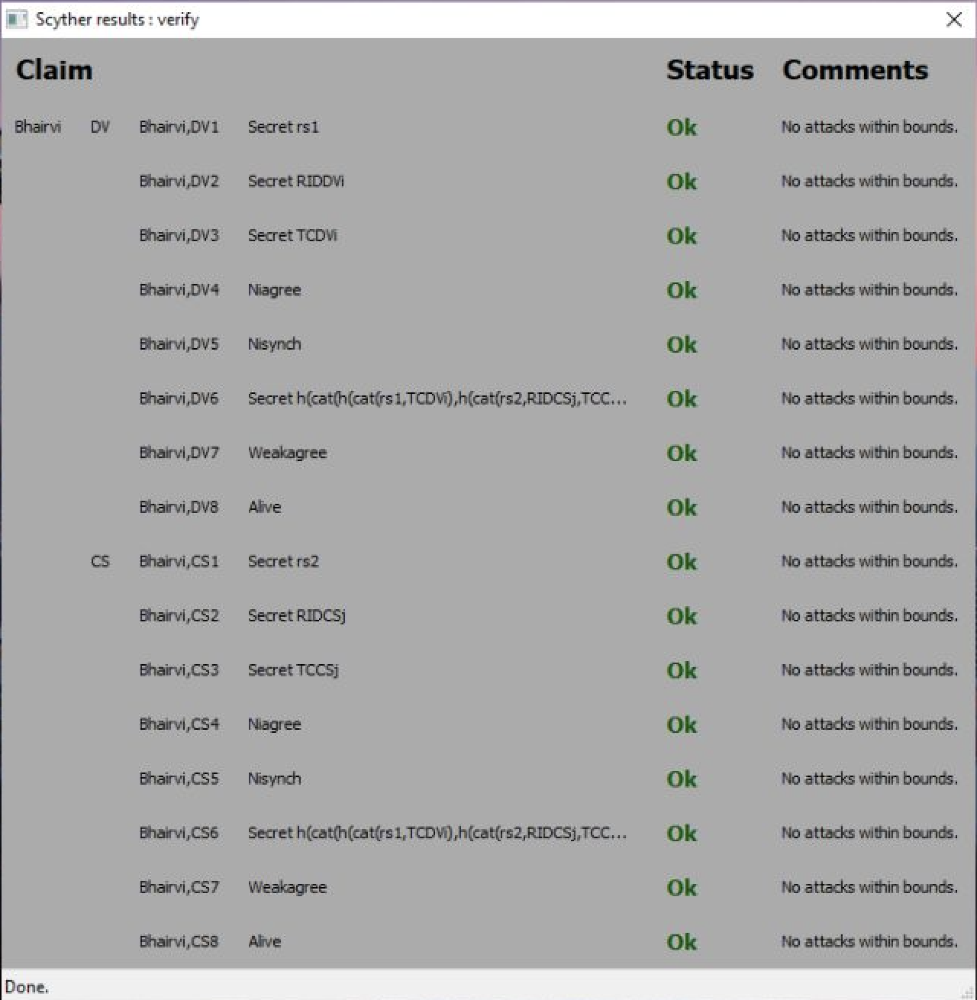 Scyther results : verify
Claim Status Comments
Bhairvi DV Bhairvi,DV1 Secret rs1 Ok No attacks within bounds.
Bhairvi,DV2 Secret RIDDVi Ok No attacks within bounds.
Bhairvi,DV3 Secret TCDVi Ok No attacks within bounds.
Bhairvi,DV4 Niagree Ok No attacks within bounds.
Bhairvi,DV5 Nisynch Ok No attacks within bounds.
Bhairvi,DV6 Secret h(cat(h(cat(rs1,TCDVi),h(cat(rs2,RIDCSj,TCC... Ok No attacks within bounds.
Bhairvi,DV7 Weakagree Ok No attacks within bounds.
Bhairvi,DV8 Alive Ok No attacks within bounds.
CS Bhairvi,CS1 Secret rs2 Ok No attacks within bounds.
Bhairvi,CS2 Secret RIDCSj Ok No attacks within bounds.
Bhairvi,CS3 Secret TCCSj Ok No attacks within bounds.
Bhairvi,CS4 Niagree Ok No attacks within bounds.
Bhairvi,CS5 Nisynch Ok No attacks within bounds.
Bhairvi,CS6 Secret h(cat(h(cat(rs1,TCDVi),h(cat(rs2,RIDCSj,TCC... Ok No attacks within bounds.
Bhairvi,CS7 Weakagree Ok No attacks within bounds.
Bhairvi,CS8 Alive Ok No attacks within bounds.
Done.